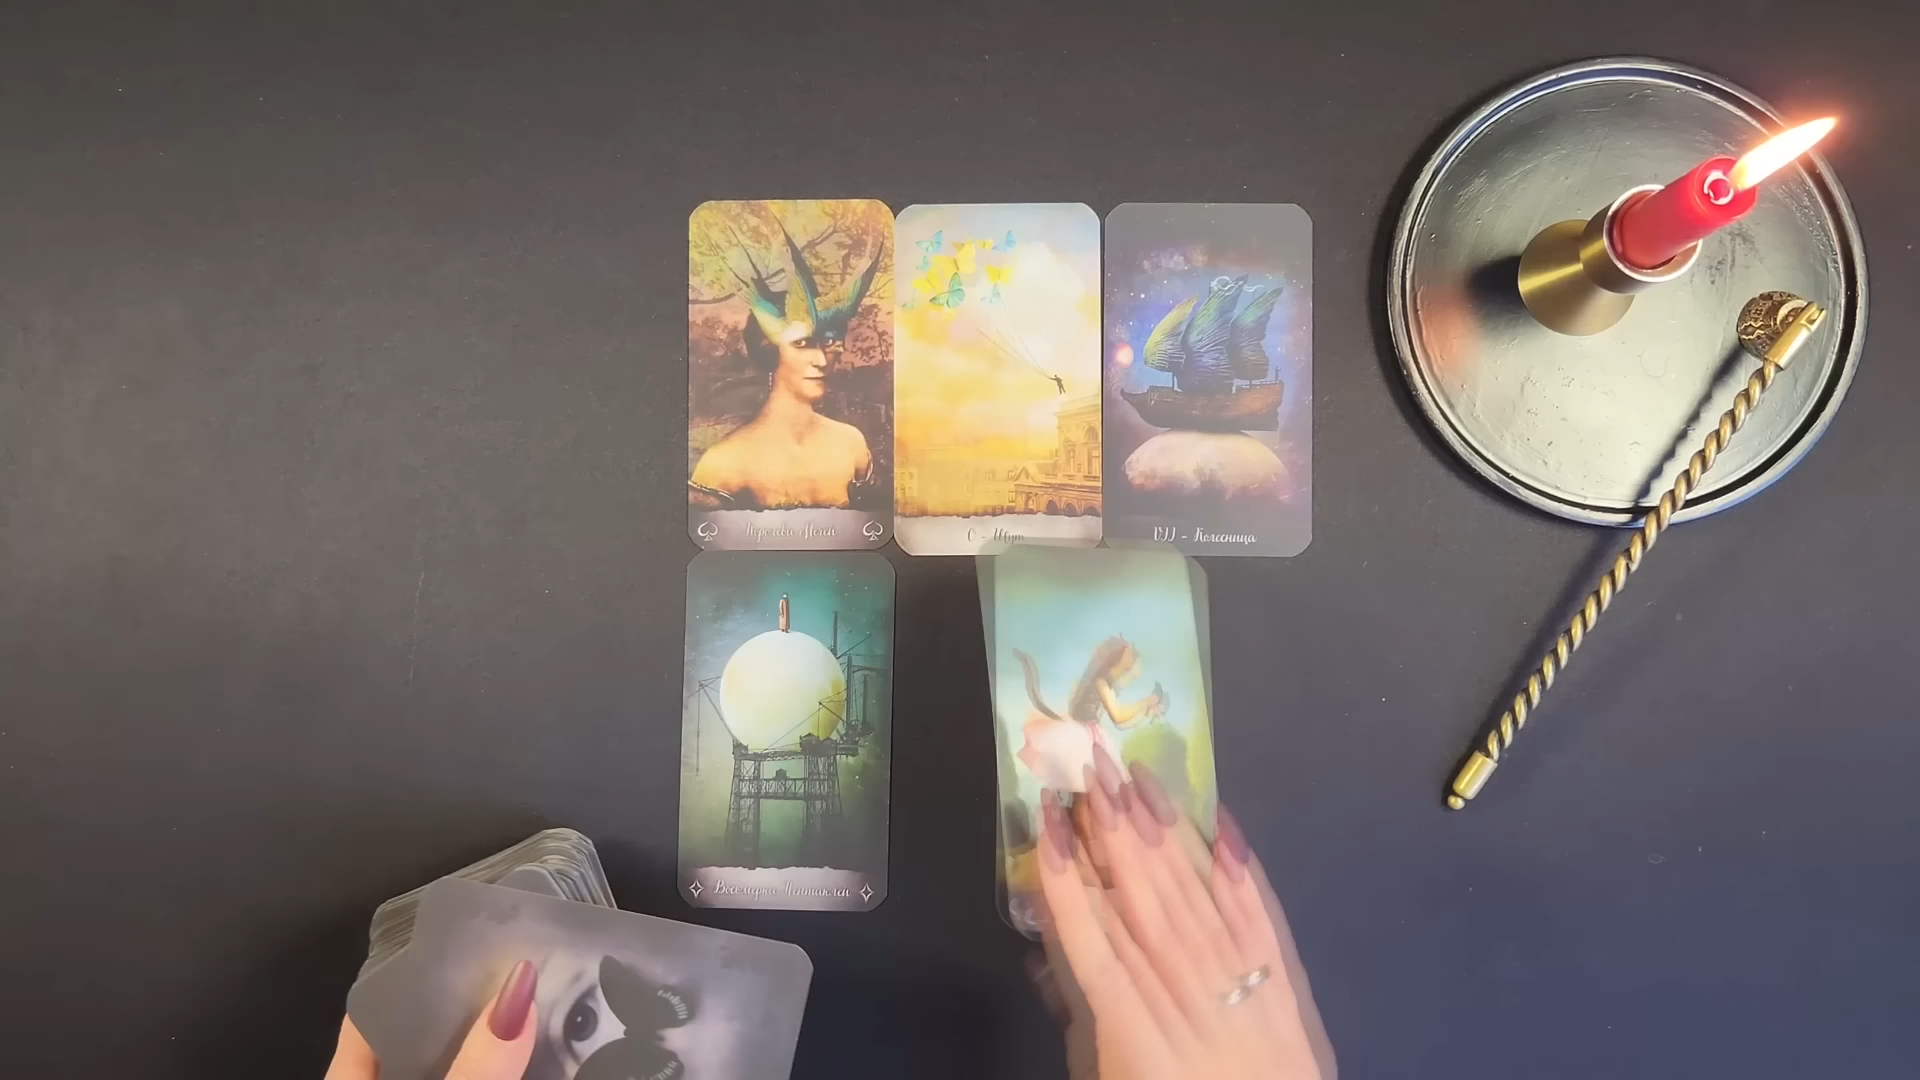 Королева Мечей
0 - Шут
VII - Колесница
Восьмерка Пентаклей